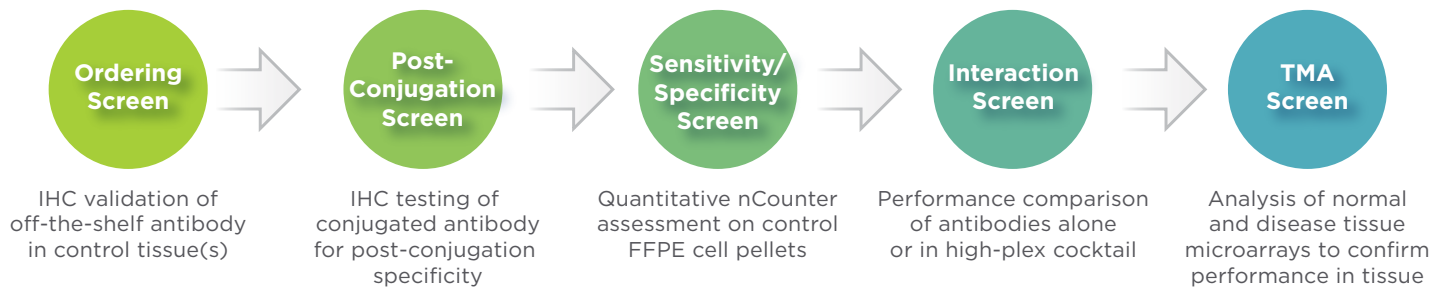 Ordering
Screen
IHC validation of
off-the-shelf antibody
in control tissue(s)
Post-
Conjugation
Screen
IHC testing of
conjugated antibody
for post-conjugation
specificity
Sensitivity/
Specificity
Screen
Quantitative nCounter
assessment on control
FFPE cell pellets
Interaction
Screen
Performance comparison
of antibodies alone
or in high-plex cocktail
TMA
Screen
Analysis of normal
and disease tissue
microarrays to confirm
performance in tissue